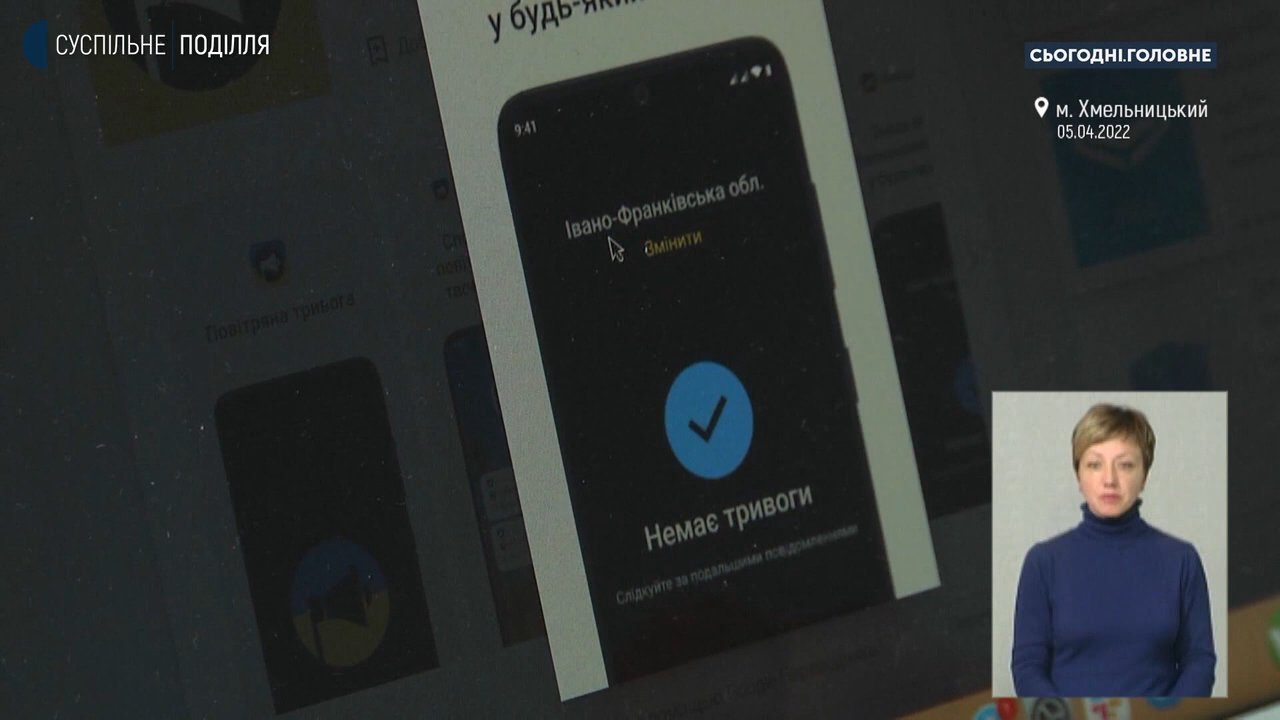 СУСПІЛЬНЕ ПОДІЛЛЯ
СЬОГОДНІ.ГОЛОВНЕ
м. Хмельницький
05.04.2022
у будь-яки
9:41
Івано-Франківська обл.
Змінити
Немає тривоги
Слідкуйте за подальшими повідомленнями
Повітряна тривога